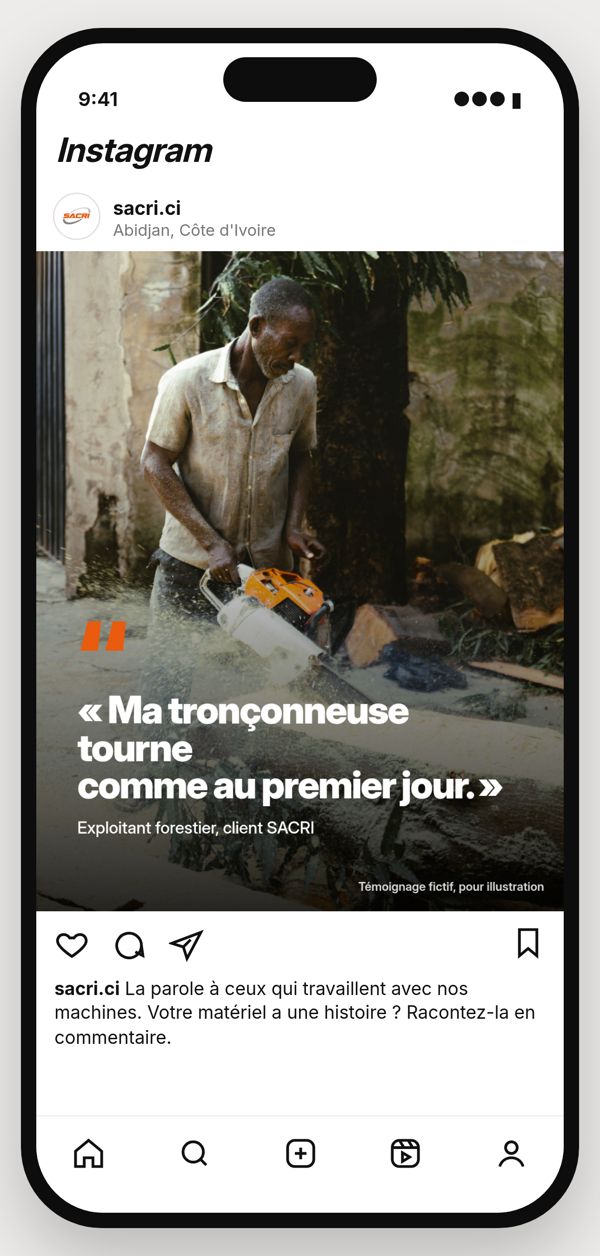 9:41
Instagram
SACRI
sacri.ci
Abidjan, Côte d'Ivoire
« Ma tronçonneuse
tourne
comme au premier jour. »
Exploitant forestier, client SACRI
Témoignage fictif, pour illustration
sacri.ci La parole à ceux qui travaillent avec nos
machines. Votre matériel a une histoire ? Racontez-la en
commentaire.